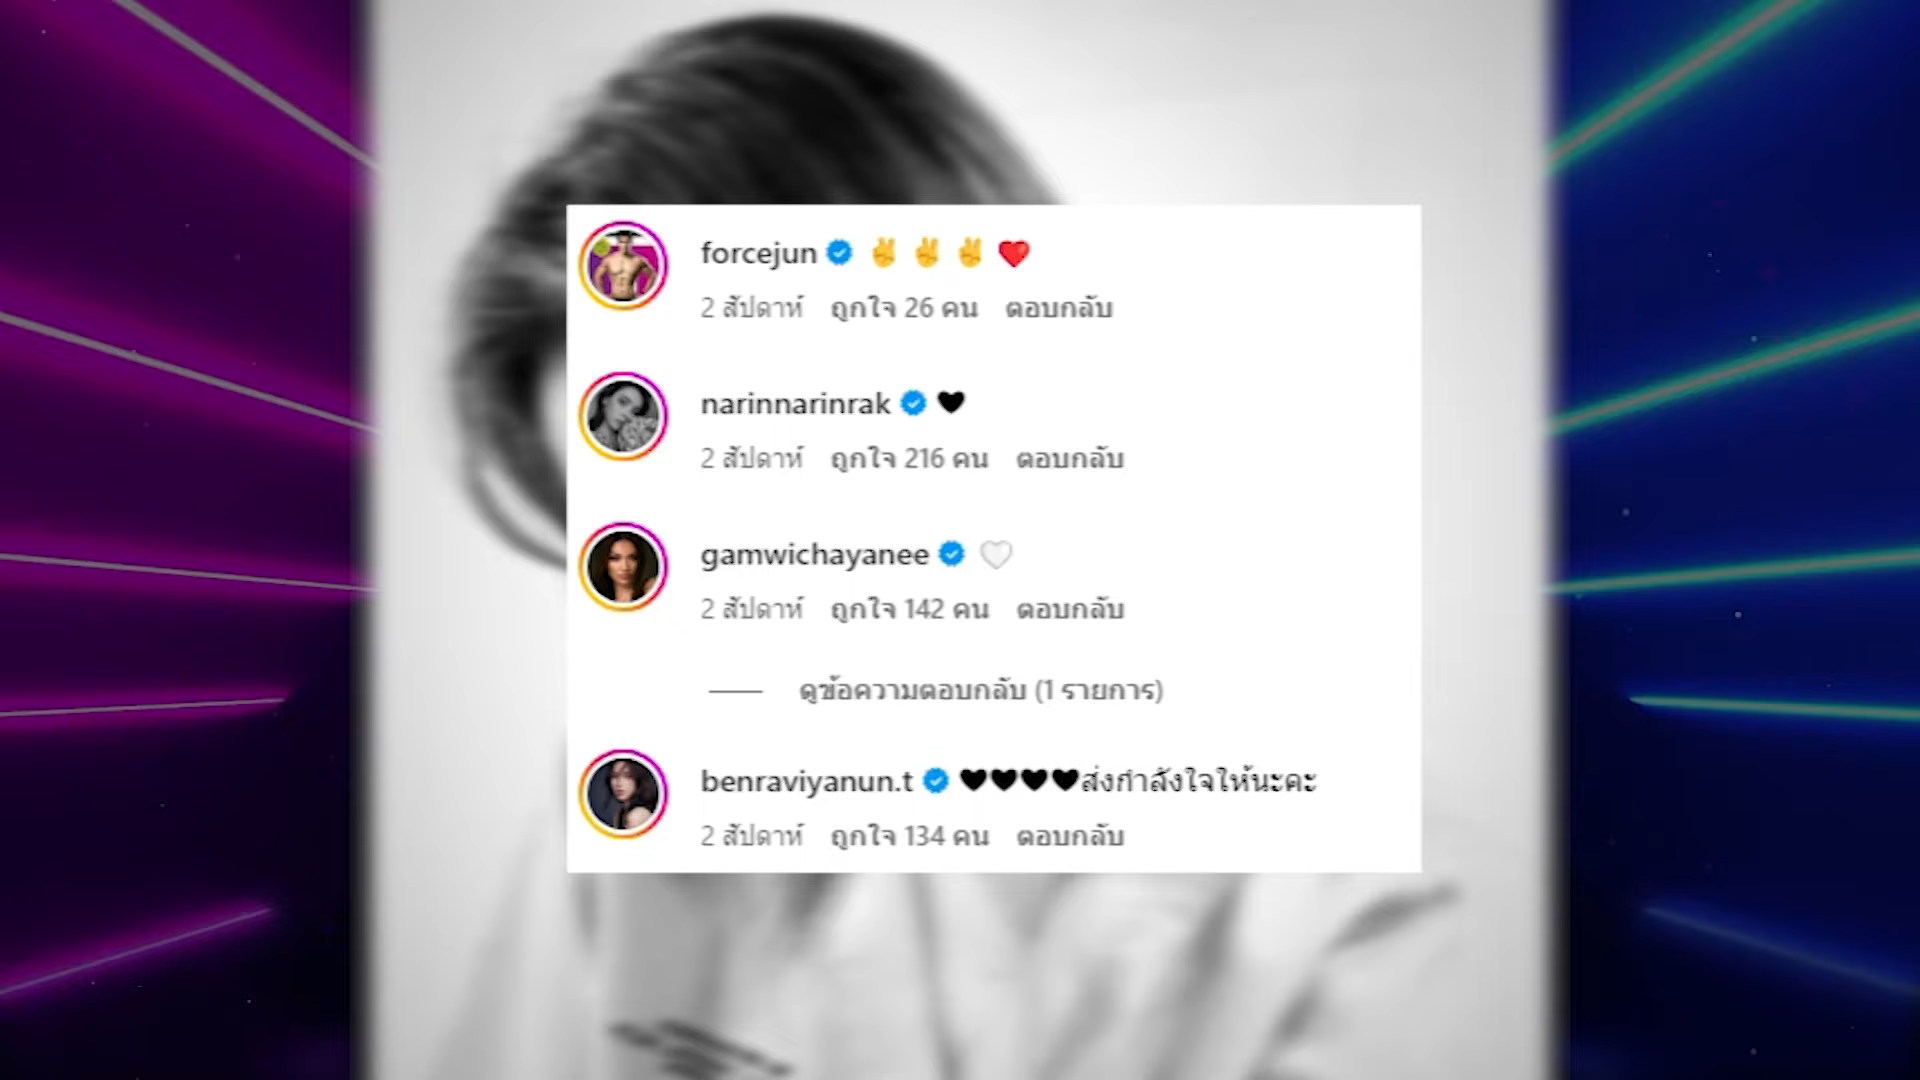 forcejun ✌️✌️✌️❤️
2 สัปดาห์ ถูกใจ 26 คน ตอบกลับ
narinnarinrak 🖤
2 สัปดาห์ ถูกใจ 216 คน ตอบกลับ
gamwichayanee 🤍
2 สัปดาห์ ถูกใจ 142 คน ตอบกลับ
ดูข้อความตอบกลับ (1 รายการ)
benraviyanun.t 🖤🖤🖤🖤ส่งกำลังใจให้นะคะ
2 สัปดาห์ ถูกใจ 134 คน ตอบกลับ